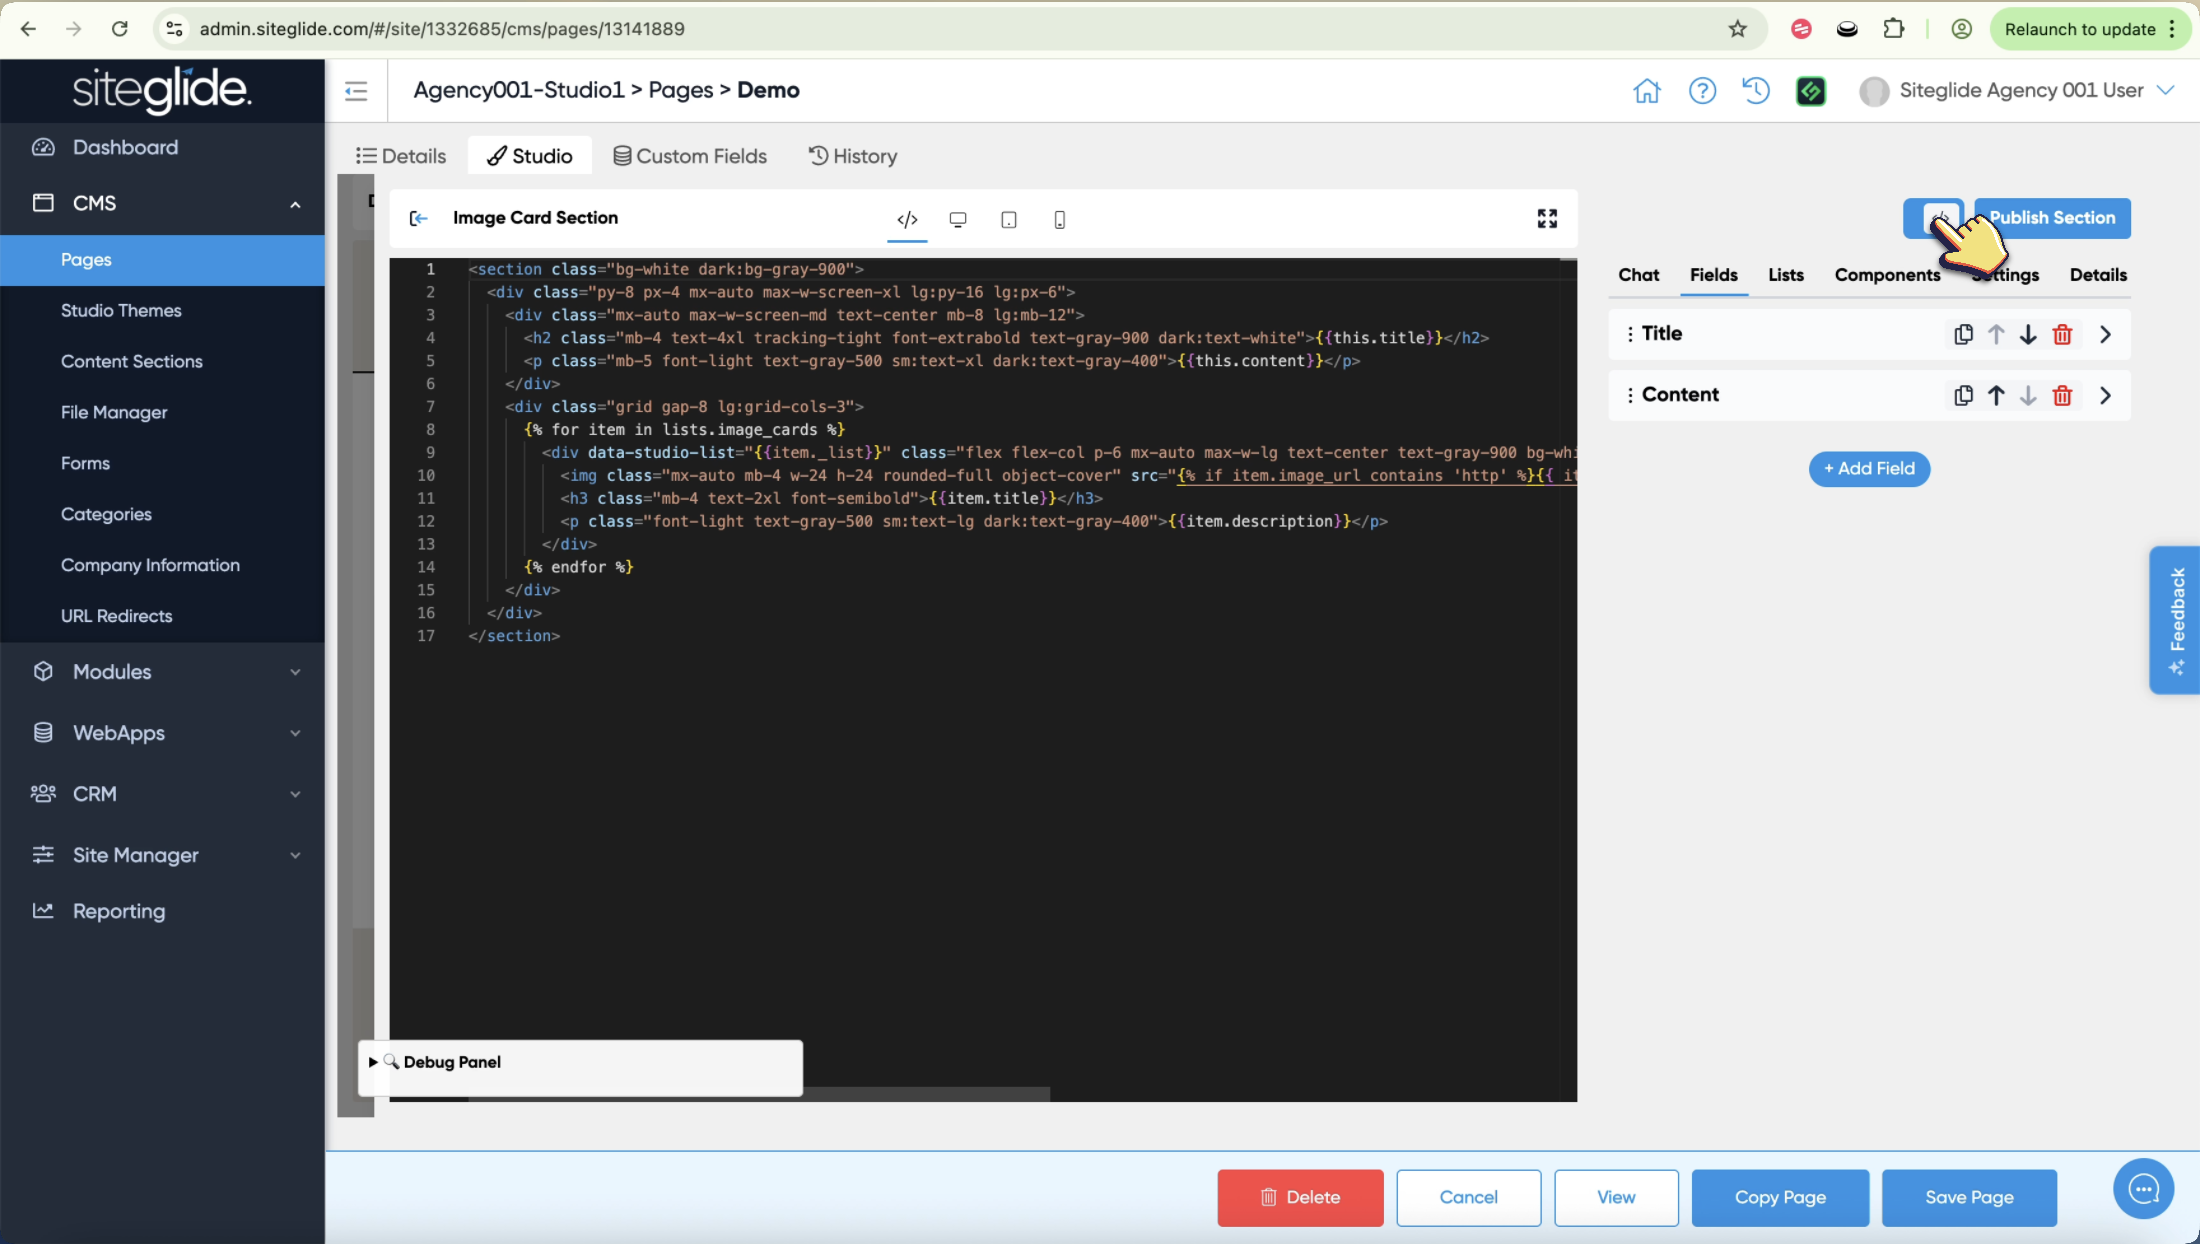 admin.siteglide.com/#/site/1332685/cms/pages/13141889
Relaunch to update
siteglide.
Agency001-Studio1 > Pages > Demo
Siteglide Agency 001 User
Dashboard
CMS
Pages
Studio Themes
Content Sections
File Manager
Forms
Categories
Company Information
URL Redirects
Modules
WebApps
CRM
Site Manager
Reporting
Details
Studio
Custom Fields
History
Image Card Section
</>
1 <section class="bg-white dark:bg-gray-900">
2 <div class="py-8 px-4 mx-auto max-w-screen-xl lg:py-16 lg:px-6">
3 <div class="mx-auto max-w-screen-md text-center mb-8 lg:mb-12">
4 <h2 class="mb-4 text-4xl tracking-tight font-extrabold text-gray-900 dark:text-white">{{this.title}}</h2>
5 <p class="mb-5 font-light text-gray-500 sm:text-xl dark:text-gray-400">{{this.content}}</p>
6 </div>
7 <div class="grid gap-8 lg:grid-cols-3">
8 {% for item in lists.image_cards %}
9 <div data-studio-list="{{item._list}}" class="flex flex-col p-6 mx-auto max-w-lg text-center text-gray-900 bg-whi
10 <img class="mx-auto mb-4 w-24 h-24 rounded-full object-cover" src="{% if item.image_url contains 'http' %}{{ it
11 <h3 class="mb-4 text-2xl font-semibold">{{item.title}}</h3>
12 <p class="font-light text-gray-500 sm:text-lg dark:text-gray-400">{{item.description}}</p>
13 </div>
14 {% endfor %}
15 </div>
16 </div>
17 </section>
Debug Panel
Publish Section
Chat
Fields
Lists
Components
Details
Title
Content
+ Add Field
Feedback
Delete
Cancel
View
Copy Page
Save Page